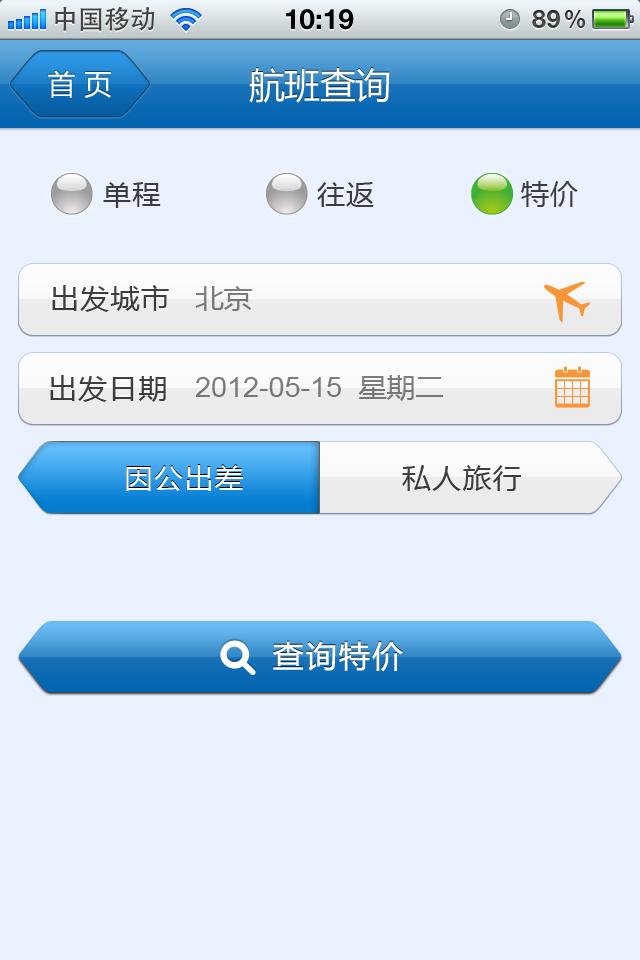 中国移动 10:19 89%
首页 航班查询
单程 往返 特价
出发城市 北京
出发日期 2012-05-15 星期二
因公出差 私人旅行
查询特价